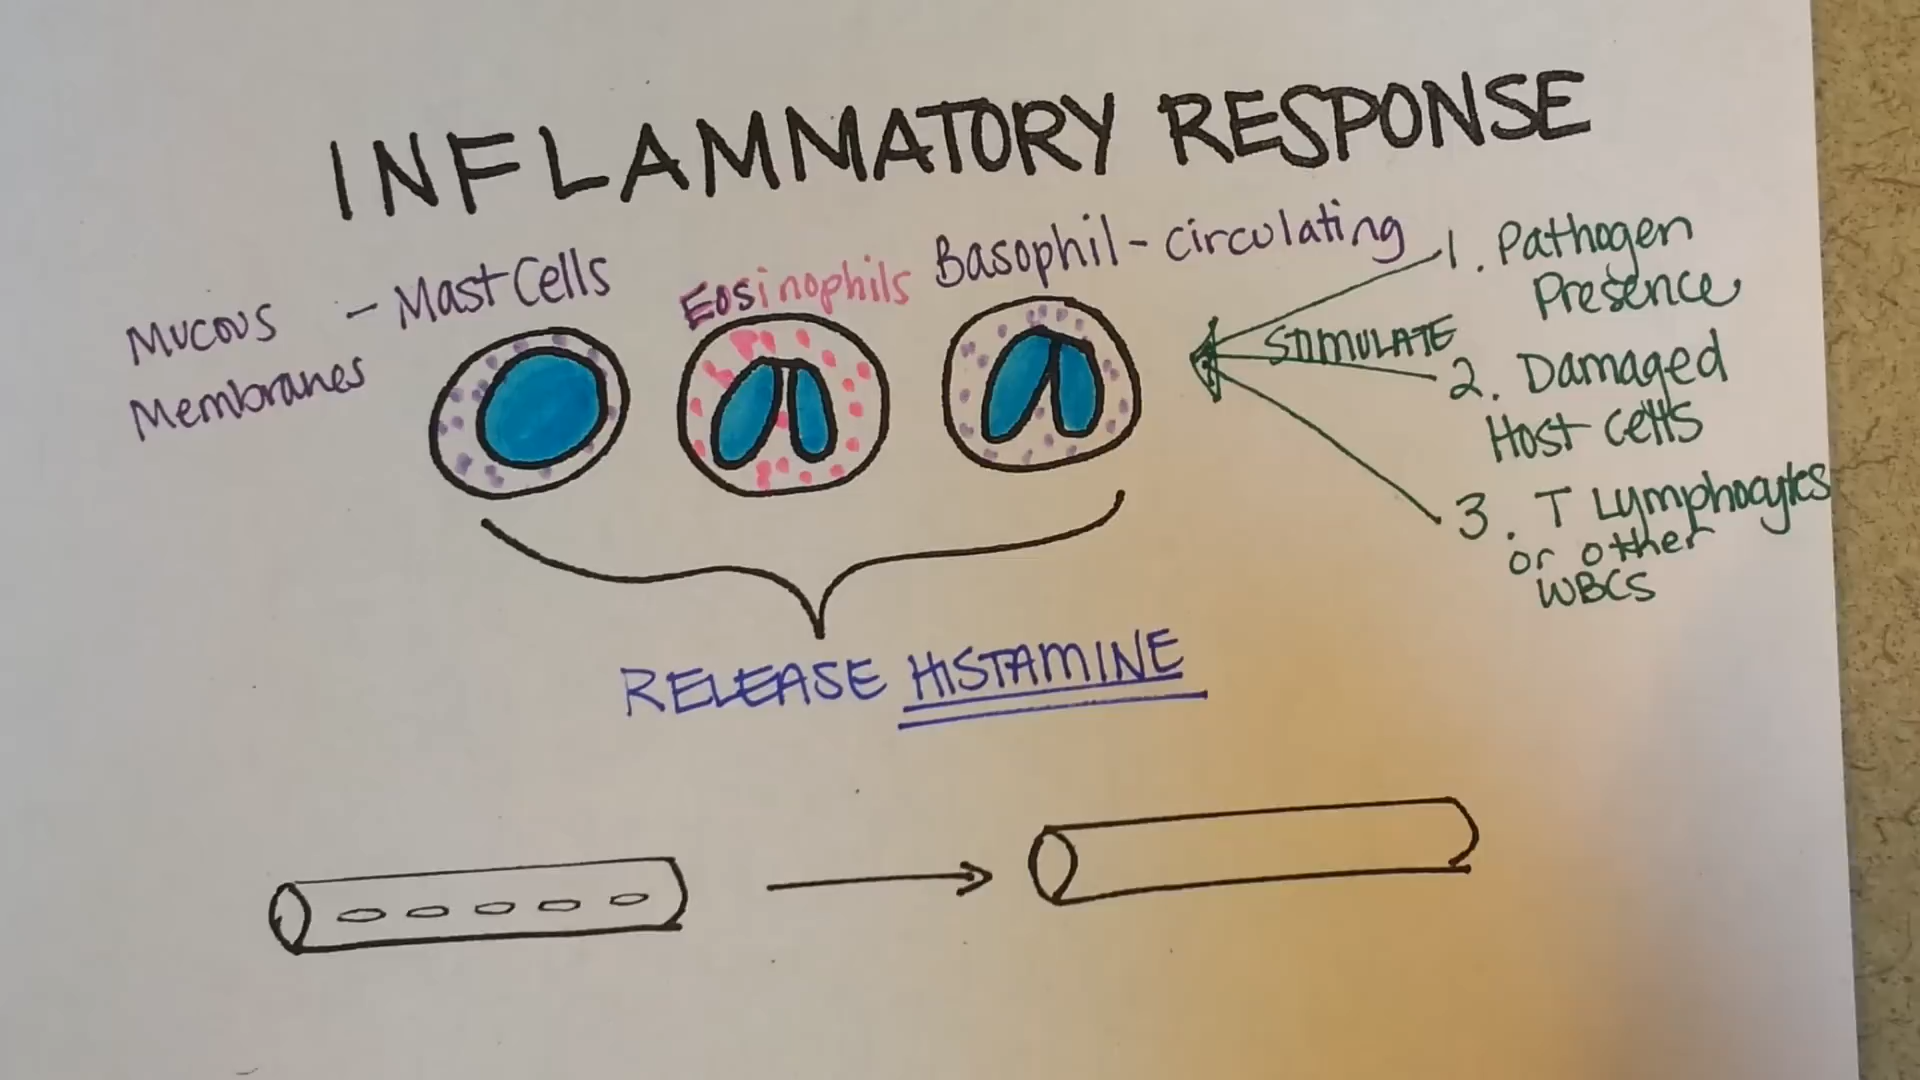 INFLAMMATORY RESPONSE
Mucous Membranes - Mast Cells
Eosinophils
Basophil - circulating
STIMULATE
1. Pathogen
Presence
2. Damaged
Host Cells
3. T Lymphocytes
or other
WBCS
RELEASE HISTAMINE